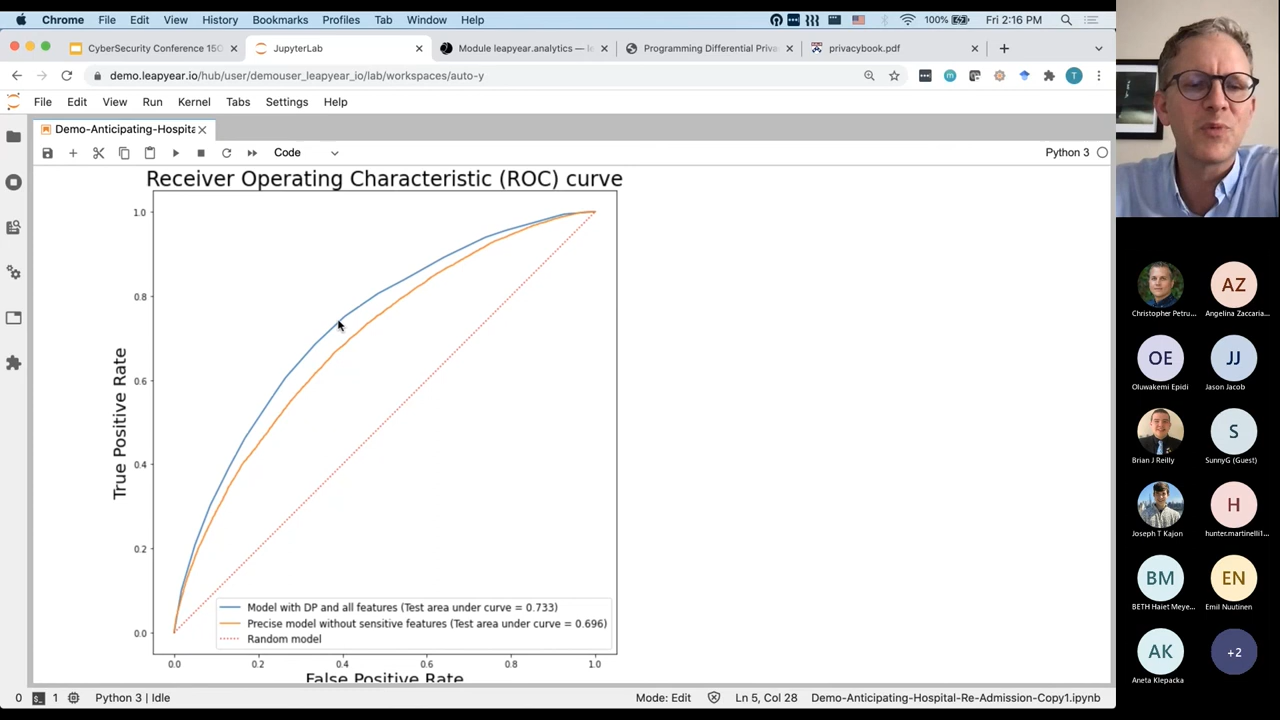 Chrome File Edit View History Bookmarks Profiles Tab Window Help 100% Fri 2:16 PM
CyberSecurity Conference 150 JupyterLab Module leapyear.analytics — le Programming Differential Priva privacybook.pdf
demo.leapyear.io/hub/user/demouser_leapyear_io/lab/workspaces/auto-y T
File Edit View Run Kernel Tabs Settings Help
Demo-Anticipating-Hospita
Code Python 3
Receiver Operating Characteristic (ROC) curve
1.0
0.8
0.6
0.4
0.2
0.0
True Positive Rate
Model with DP and all features (Test area under curve = 0.733)
Precise model without sensitive features (Test area under curve = 0.696)
Random model
0.0 0.2 0.4 0.6 0.8 1.0
False Positive Rate
0 1 Python 3 | Idle Mode: Edit Ln 5, Col 28 Demo-Anticipating-Hospital-Re-Admission-Copy1.ipynb
AZ
Christopher Petru... Angelina Zaccaria...
OE JJ
Oluwakemi Epidi Jason Jacob
S
Brian J Reilly SunnyG (Guest)
H
Joseph T Kajon hunter.martinelli1...
BM EN
BETH Haiet Meye... Emil Nuutinen
AK +2
Aneta Klepacka